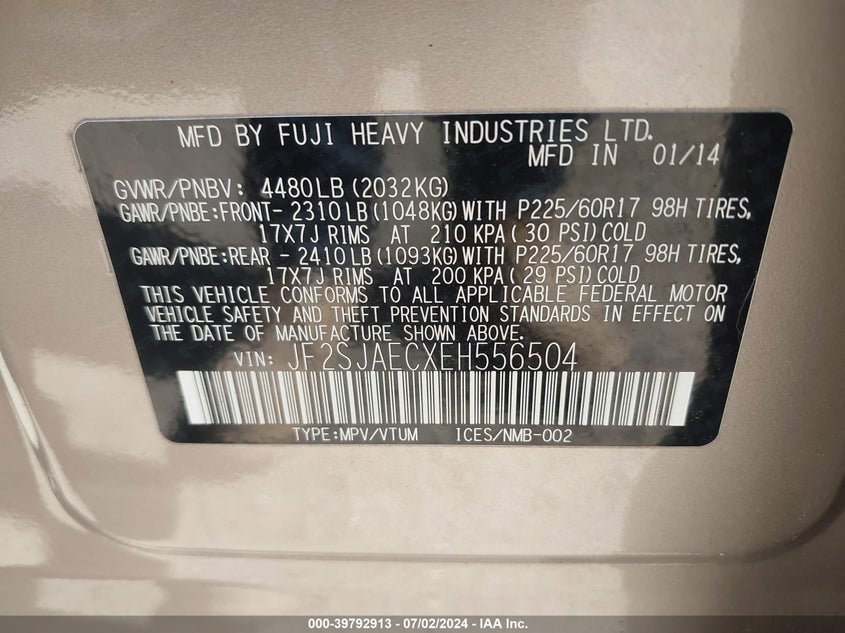 MFD BY FUJI HEAVY INDUSTRIES LTD.
MFD IN 01/14
GVWR/PNBV: 4480LB (2032KG)
GAWR/PNBE:FRONT- 2310LB (1048KG) WITH P225/60R17 98H TIRES,
17X7J RIMS AT 210 KPA (30 PSI) COLD
GAWR/PNBE:REAR - 2410LB (1093KG) WITH P225/60R17 98H TIRES,
17X7J RIMS AT 200 KPA (29 PSI) COLD
THIS VEHICLE CONFORMS TO ALL APPLICABLE FEDERAL MOTOR
VEHICLE SAFETY AND THEFT PREVENTION STANDARDS IN EFFECT ON
THE DATE OF MANUFACTURE SHOWN ABOVE.
VIN: JF2SJAECXEH556504
TYPE:MPV/VTUM ICES/NMB-002
000-39792913 - 07/02/2024 - IAA Inc.